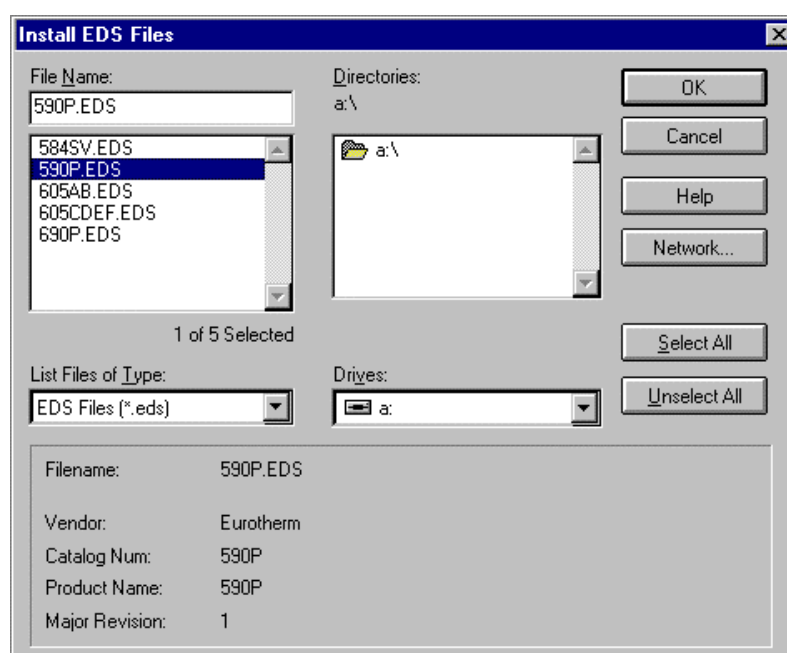 Install EDS Files
File Name:
590P.EDS
584SV.EDS
590P.EDS
605AB.EDS
605CDEF.EDS
690P.EDS
1 of 5 Selected
List Files of Type:
EDS Files (*.eds)
Directories:
a:\
a:\
Drives:
a:
OK
Cancel
Help
Network...
Select All
Unselect All
Filename: 590P.EDS
Vendor: Eurotherm
Catalog Num: 590P
Product Name: 590P
Major Revision: 1